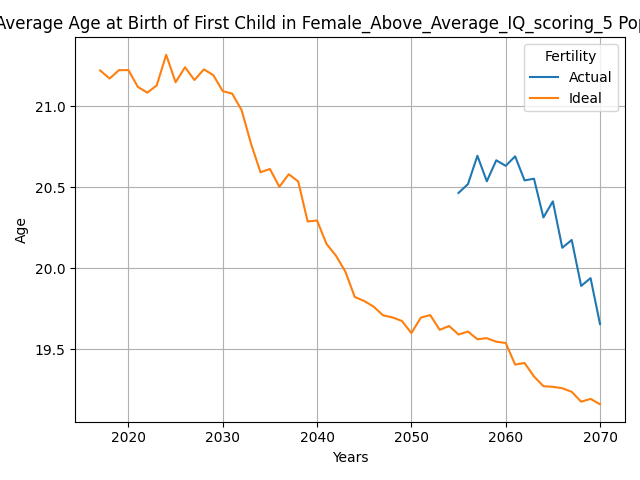 Average Age at Birth of First Child in Female_Above_Average_IQ_scoring_5
Fertility
Actual
Ideal
21.0
20.5
20.0
19.5
Age
2020 2030 2040 2050 2060 2070
Years